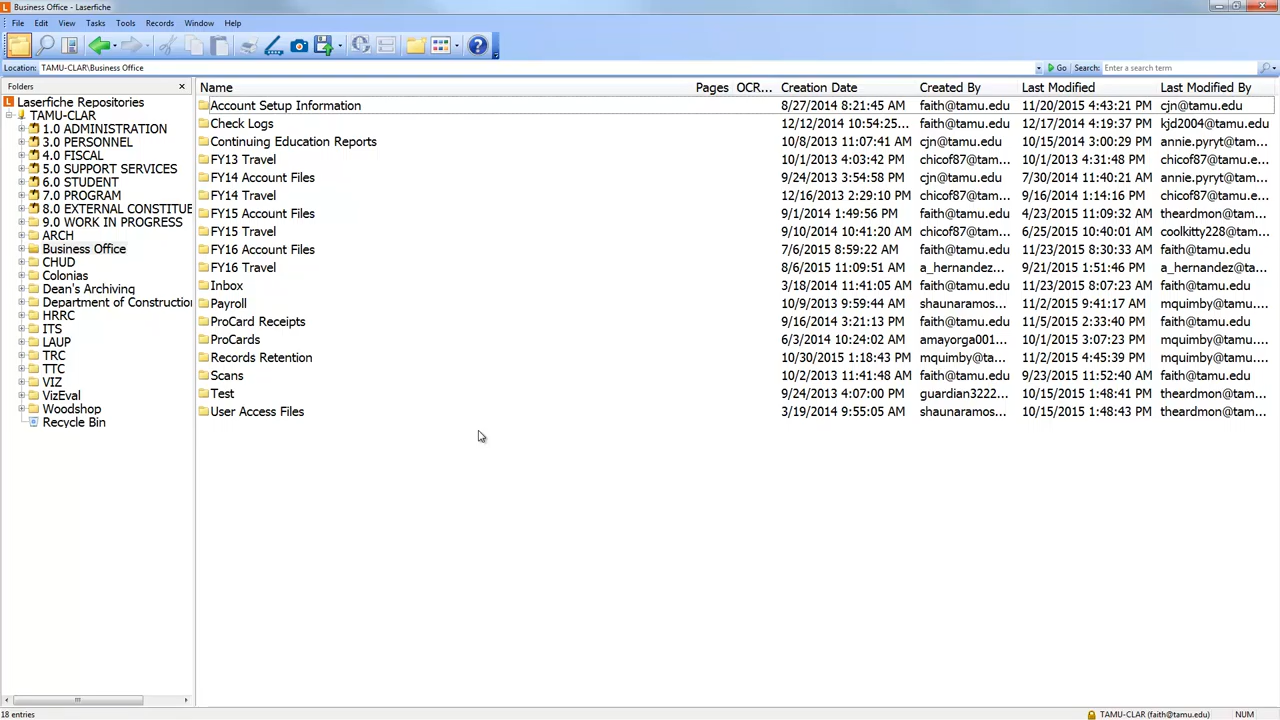 Business Office - Laserfiche
File Edit View Tasks Tools Records Window Help
Location: TAMU-CLAR\Business Office Go Search: Enter a search term
Folders
Laserfiche Repositories
TAMU-CLAR
1.0 ADMINISTRATION
3.0 PERSONNEL
4.0 FISCAL
5.0 SUPPORT SERVICES
6.0 STUDENT
7.0 PROGRAM
8.0 EXTERNAL CONSTITUE
9.0 WORK IN PROGRESS
ARCH
Business Office
CHUD
Colonias
Dean's Archiving
Department of Construction
HRRC
ITS
LAUP
TRC
TTC
VIZ
VizEval
Woodshop
Recycle Bin
Name Pages OCR... Creation Date Created By Last Modified Last Modified By
Account Setup Information 8/27/2014 8:21:45 AM faith@tamu.edu 11/20/2015 4:43:21 PM cjn@tamu.edu
Check Logs 12/12/2014 10:54:25... faith@tamu.edu 12/17/2014 4:19:37 PM kjd2004@tamu.edu
Continuing Education Reports 10/8/2013 11:07:41 AM cjn@tamu.edu 10/15/2014 3:00:29 PM annie.pyryt@tam...
FY13 Travel 10/1/2013 4:03:42 PM chicof87@tam... 10/1/2013 4:31:48 PM chicof87@tamu.e...
FY14 Account Files 9/24/2013 3:54:58 PM cjn@tamu.edu 7/30/2014 11:40:21 AM annie.pyryt@tam...
FY14 Travel 12/16/2013 2:29:10 PM chicof87@tam... 9/16/2014 1:14:16 PM chicof87@tamu.e...
FY15 Account Files 9/1/2014 1:49:56 PM faith@tamu.edu 4/23/2015 11:09:32 AM theardmon@tam...
FY15 Travel 9/10/2014 10:41:20 AM chicof87@tam... 6/25/2015 10:40:01 AM coolkitty228@tam...
FY16 Account Files 7/6/2015 8:59:22 AM faith@tamu.edu 11/23/2015 8:30:33 AM faith@tamu.edu
FY16 Travel 8/6/2015 11:09:51 AM a_hernandez... 9/21/2015 1:51:46 PM a_hernandez@ta...
Inbox 3/18/2014 11:41:05 AM faith@tamu.edu 11/23/2015 8:07:23 AM faith@tamu.edu
Payroll 10/9/2013 9:59:44 AM shaunaramos... 11/2/2015 9:41:17 AM mquimby@tamu....
ProCard Receipts 9/16/2014 3:21:13 PM faith@tamu.edu 11/5/2015 2:33:40 PM faith@tamu.edu
ProCards 6/3/2014 10:24:02 AM amayorga001... 10/1/2015 3:07:23 PM mquimby@tamu....
Records Retention 10/30/2015 1:18:43 PM mquimby@ta... 11/2/2015 4:45:39 PM mquimby@tamu....
Scans 10/2/2013 11:41:48 AM faith@tamu.edu 9/23/2015 11:52:40 AM faith@tamu.edu
Test 9/24/2013 4:07:00 PM guardian3222... 10/15/2015 1:48:41 PM theardmon@tam...
User Access Files 3/19/2014 9:55:05 AM shaunaramos... 10/15/2015 1:48:43 PM theardmon@tam...
18 entries TAMU-CLAR (faith@tamu.edu) NUM